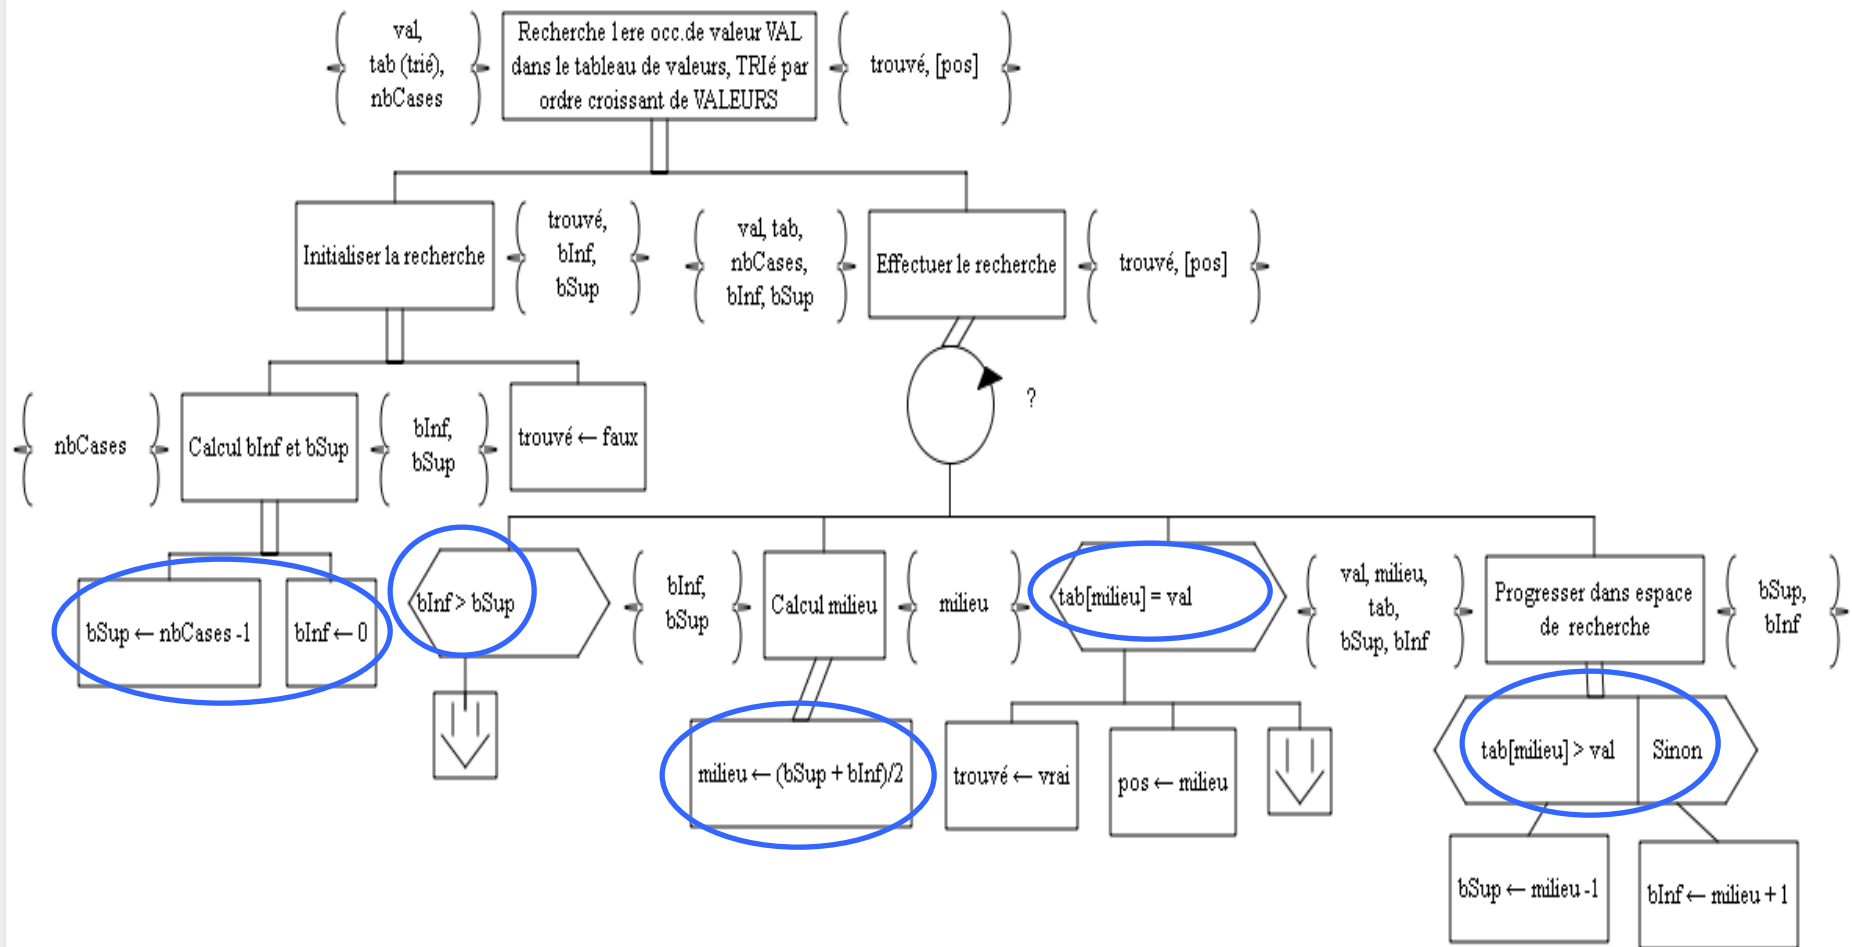 val,
tab (trié),
nbCases
Recherche 1ere occ.de valeur VAL
dans le tableau de valeurs, TRIé par
ordre croissant de VALEURS
trouvé, [pos]
Initialiser la recherche
trouvé,
bInf,
bSup
val, tab,
nbCases,
bInf, bSup
Effectuer le recherche
trouvé, [pos]
?
nbCases
Calcul bInf et bSup
bInf,
bSup
trouvé ← faux
bSup ← nbCases -1
bInf ← 0
bInf > bSup
bInf,
bSup
Calcul milieu
milieu
tab[milieu] = val
val, milieu,
tab,
bSup, bInf
Progresser dans espace
de recherche
bSup,
bInf
milieu ← (bSup + bInf)/2
trouvé ← vrai
pos ← milieu
tab[milieu] > val
Sinon
bSup ← milieu -1
bInf ← milieu + 1